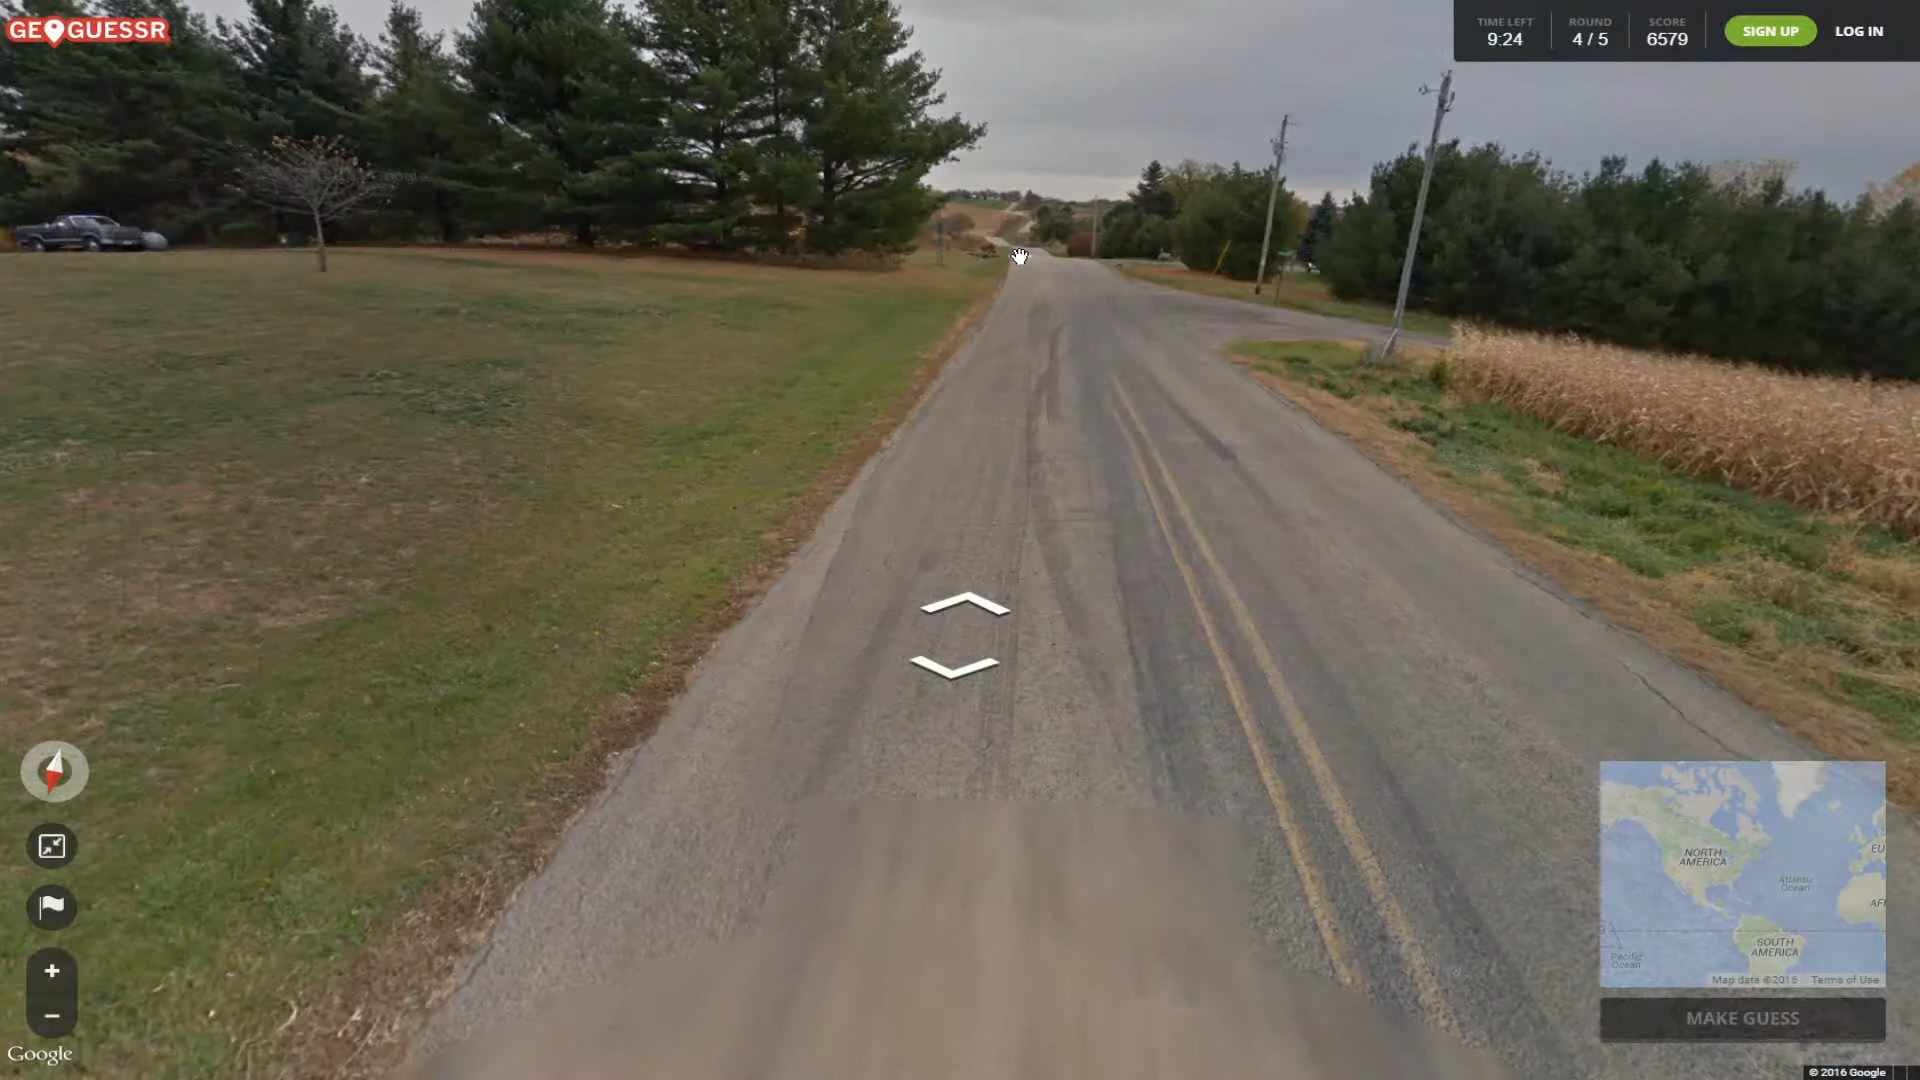 GEOGUESSR
TIME LEFT
9:24
ROUND
4 / 5
SCORE
6579
SIGN UP
LOG IN
NORTH
AMERICA
EU
Atlantic
Ocean
AFI
SOUTH
AMERICA
Pacific
Ocean
Map data ©2016
Terms of Use
MAKE GUESS
Google
© 2016 Google